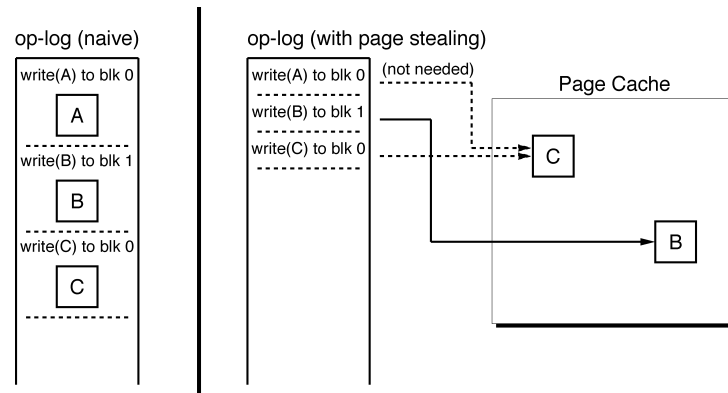 op-log (naive)
write(A) to blk 0
A
write(B) to blk 1
B
write(C) to blk 0
C
op-log (with page stealing)
write(A) to blk 0
(not needed)
write(B) to blk 1
write(C) to blk 0
Page Cache
C
B